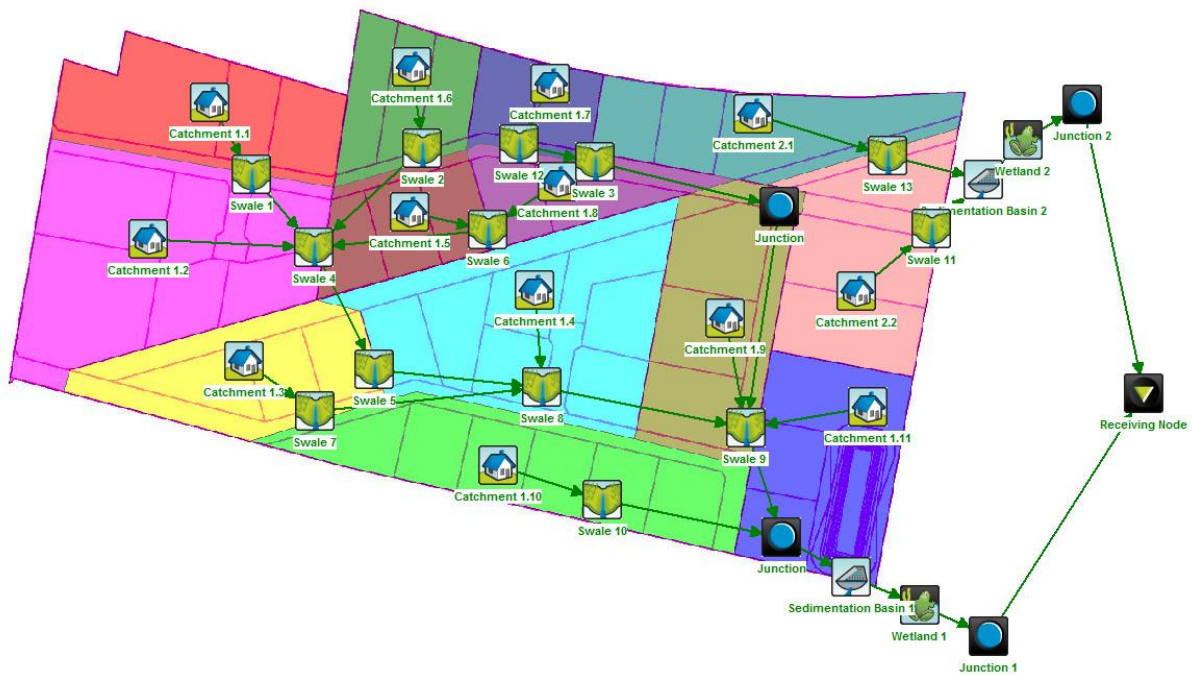 Catchment 1.6
Catchment 1.7
Catchment 1.1
Catchment 2.1
Junction 2
Swale 2
Swale 12
Swale 3
Swale 13
Wetland 2
Swale 1
Catchment 1.8
Basin 2
Catchment 1.5
Junction
Catchment 1.2
Swale 4
Swale 6
Swale 11
Catchment 1.4
Catchment 2.2
Catchment 1.9
Catchment 1.3
Swale 5
Swale 8
Receiving Node
Catchment 1.11
Swale 7
Swale 9
Catchment 1.10
Swale 10
Junction
Sedimentation Basin 1
Wetland 1
Junction 1